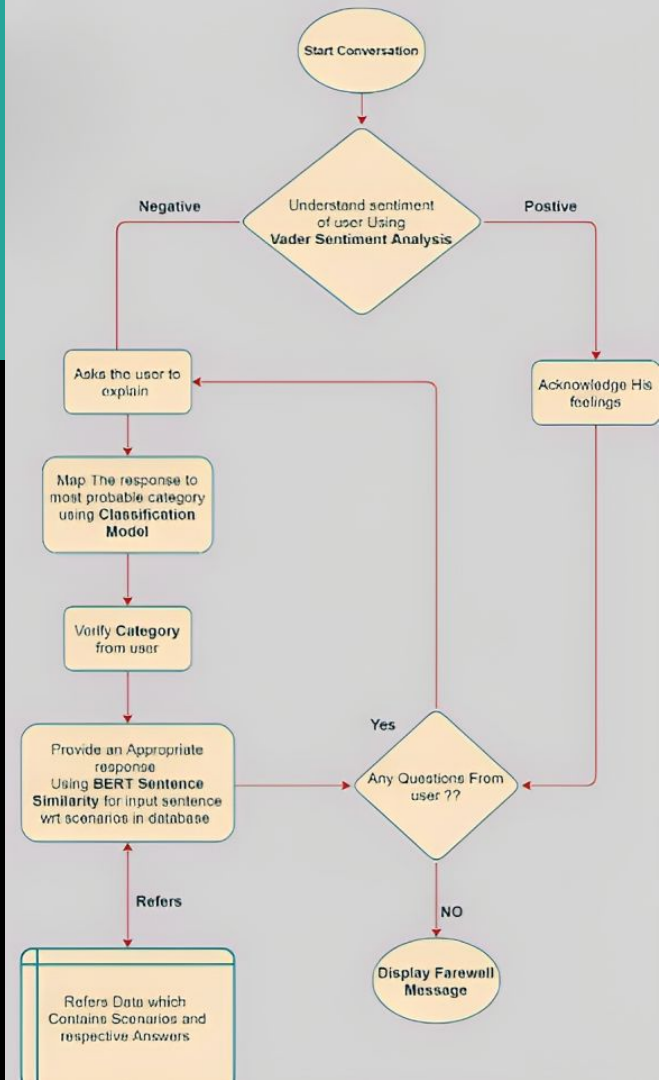 Start Conversation
Understand sentiment
of user Using
Vader Sentiment Analysis
Negative
Postive
Asks the user to
explain
Acknowledge His
feelings
Map The response to
most probable category
using Classification
Model
Verify Category
from user
Provide an Appropriate
response
Using BERT Sentence
Similarity for input sentence
wrt scenarios in database
Yes
Any Questions From
user ??
Refers
NO
Display Farewell
Message
Refers Data which
Contains Scenarios and
respective Answers